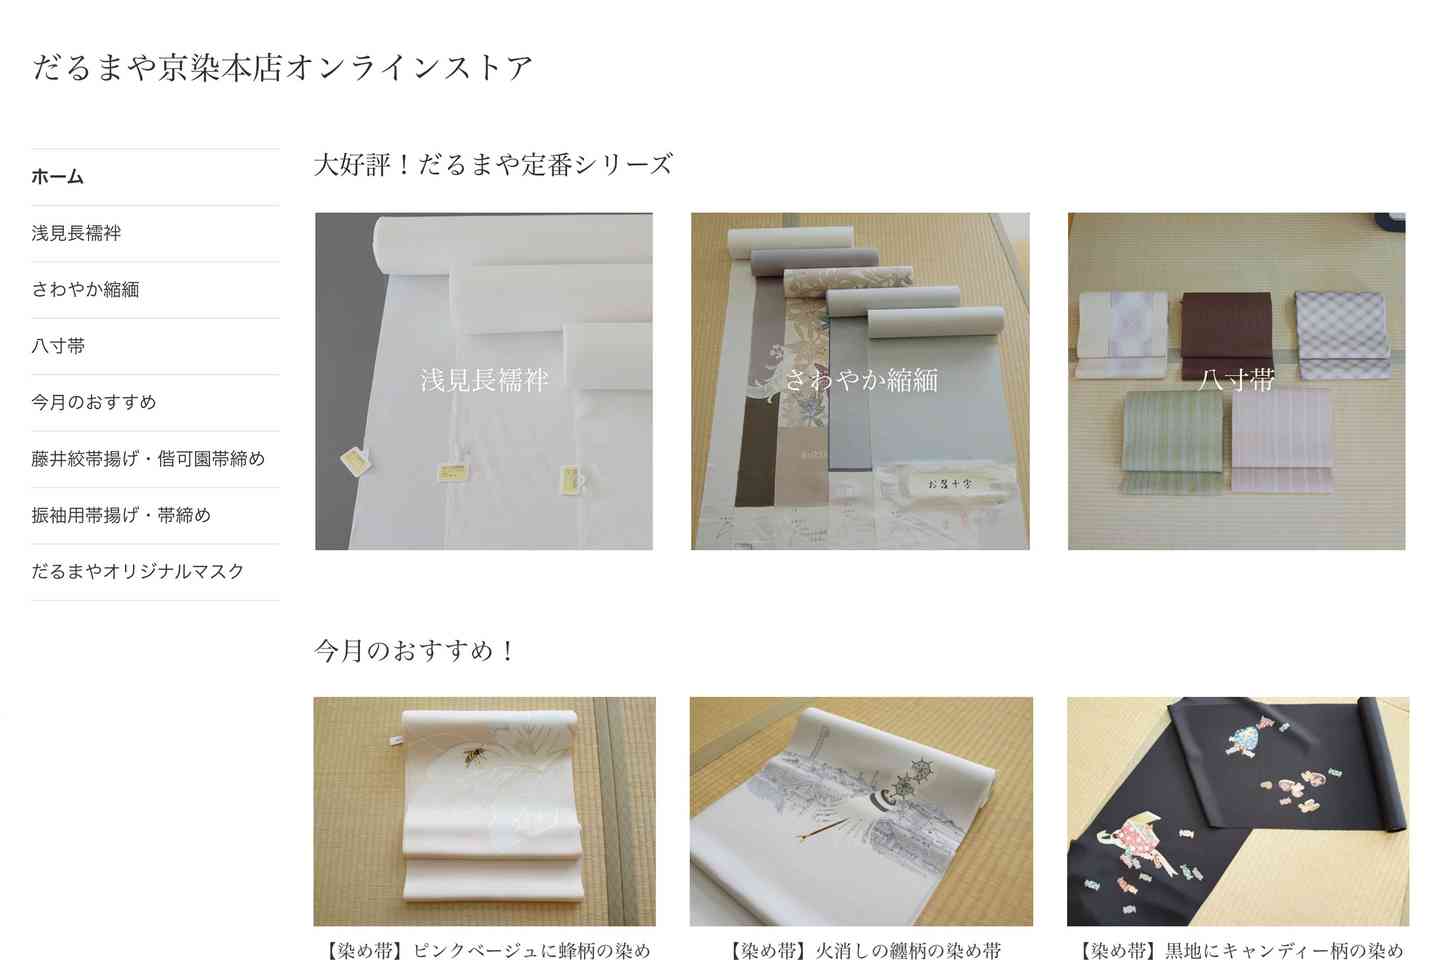 だるまや京染本店オンラインストア
ホーム
浅見長襦袢
さわやか縮緬
八寸帯
今月のおすすめ
藤井絞帯揚げ・偕可園帯締め
振袖用帯揚げ・帯締め
だるまやオリジナルマスク
大好評！だるまや定番シリーズ
浅見長襦袢
さわやか縮緬
八寸帯
今月のおすすめ！
【染め帯】ピンクベージュに蜂柄の染め
【染め帯】火消しの纏柄の染め帯
【染め帯】黒地にキャンディー柄の染め